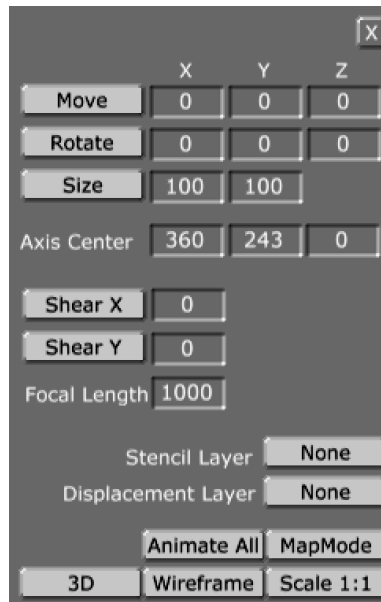 X
X Y Z
Move 0 0 0
Rotate 0 0 0
Size 100 100
Axis Center 360 243 0
Shear X 0
Shear Y 0
Focal Length 1000
Stencil Layer None
Displacement Layer None
Animate All MapMode
3D Wireframe Scale 1:1